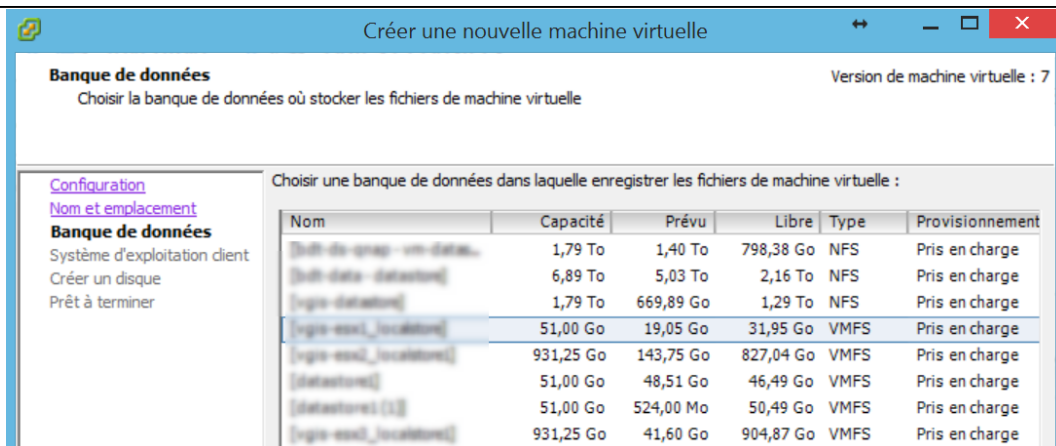 Créer une nouvelle machine virtuelle
Banque de données
Version de machine virtuelle : 7
Choisir la banque de données où stocker les fichiers de machine virtuelle
Configuration
Nom et emplacement
Banque de données
Système d'exploitation client
Créer un disque
Prêt à terminer
Choisir une banque de données dans laquelle enregistrer les fichiers de machine virtuelle :
Nom Capacité Prévu Libre Type Provisionnement
1,79 To 1,40 To 798,38 Go NFS Pris en charge
6,89 To 5,03 To 2,16 To NFS Pris en charge
1,79 To 669,89 Go 1,29 To NFS Pris en charge
51,00 Go 19,05 Go 31,95 Go VMFS Pris en charge
931,25 Go 143,75 Go 827,04 Go VMFS Pris en charge
51,00 Go 48,51 Go 46,49 Go VMFS Pris en charge
51,00 Go 524,00 Mo 50,49 Go VMFS Pris en charge
931,25 Go 41,60 Go 904,87 Go VMFS Pris en charge